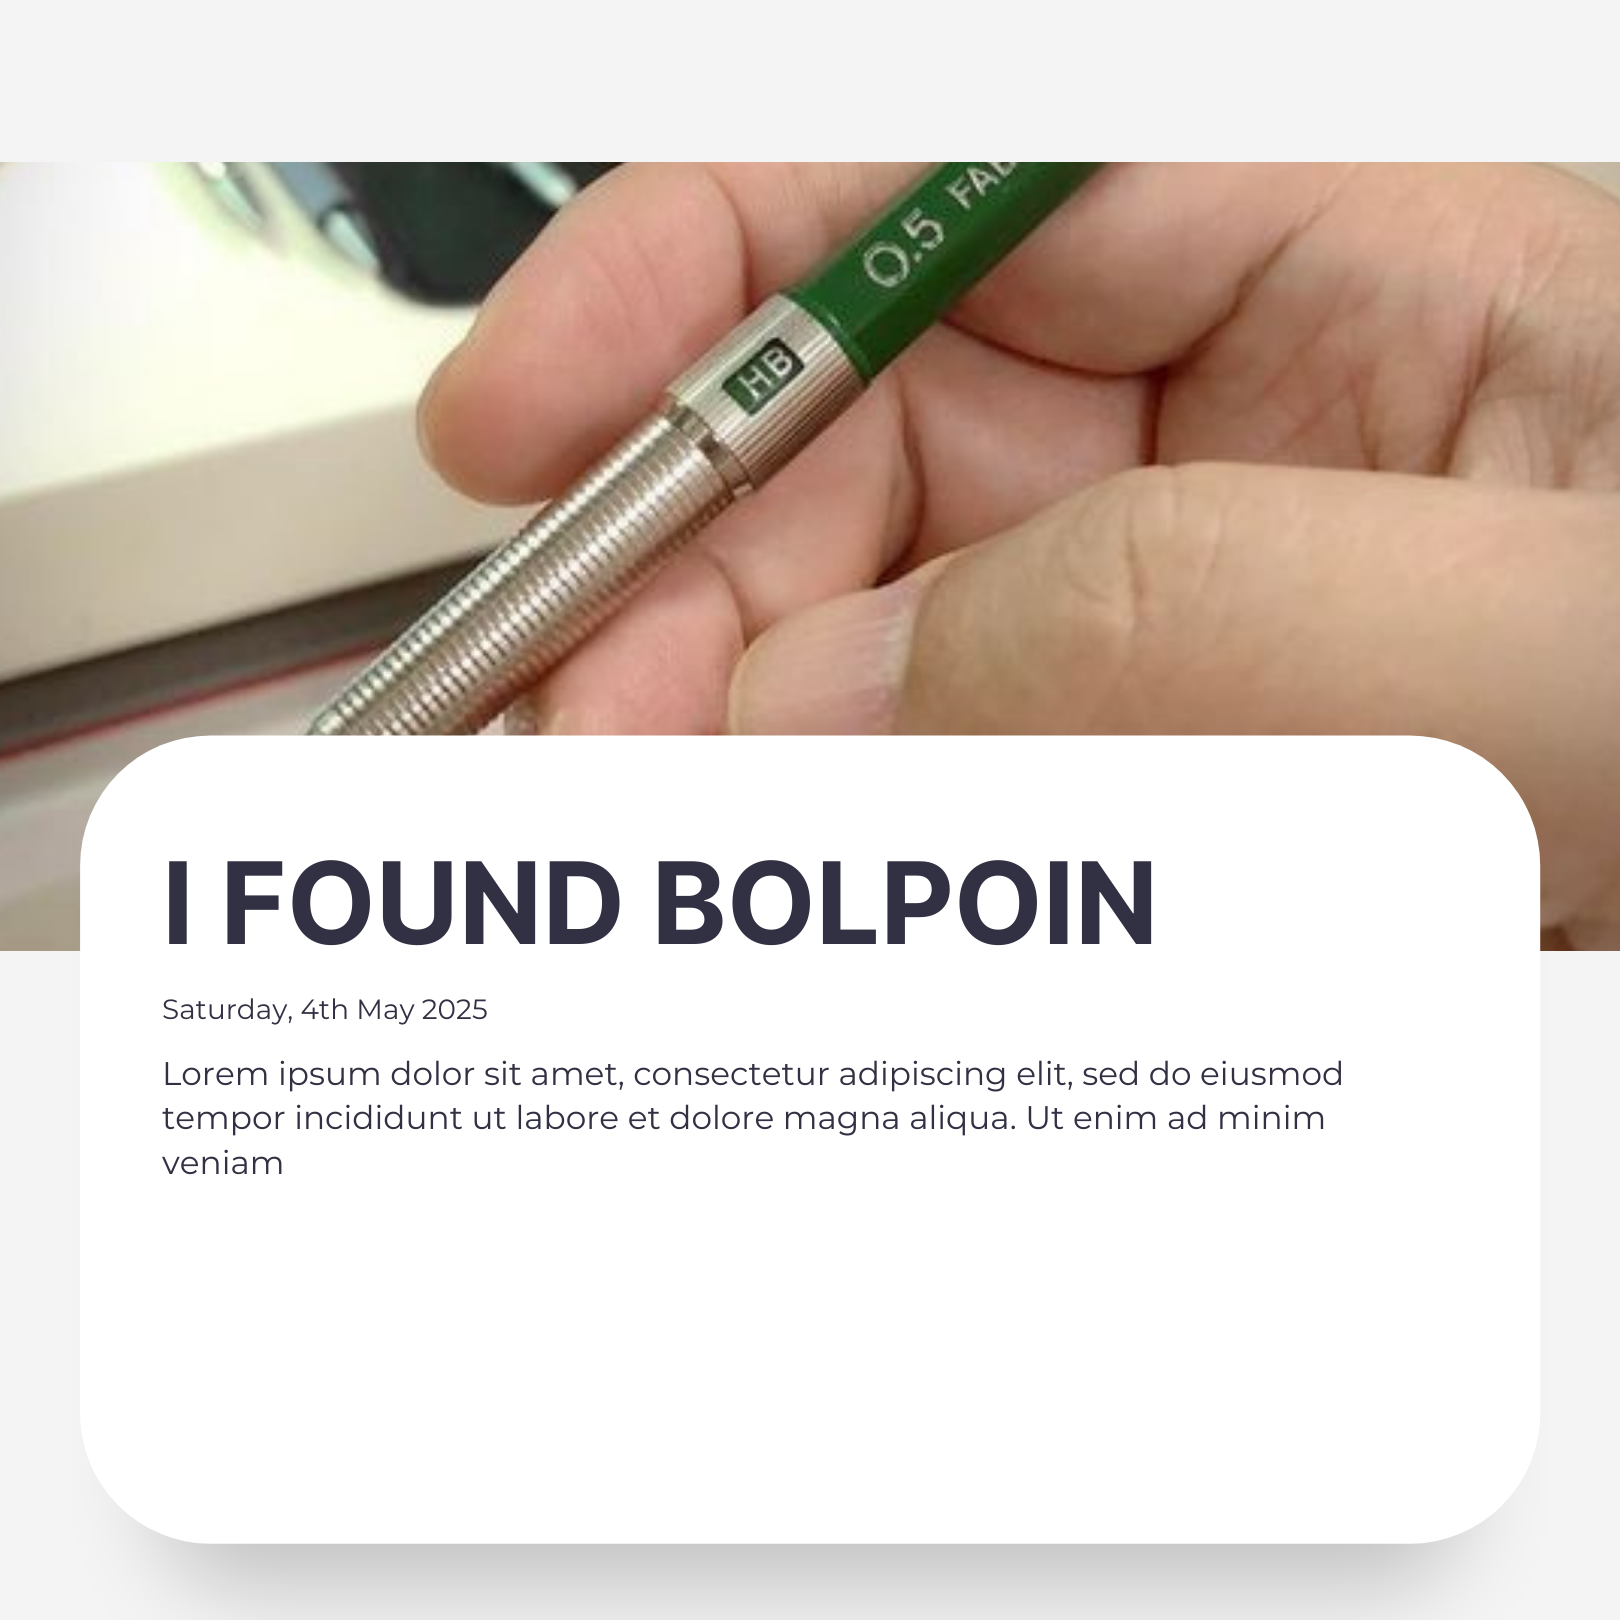 0.5 FAB
HB
I FOUND BOLPOIN
Saturday, 4th May 2025
Lorem ipsum dolor sit amet, consectetur adipiscing elit, sed do eiusmod
tempor incididunt ut labore et dolore magna aliqua. Ut enim ad minim
veniam